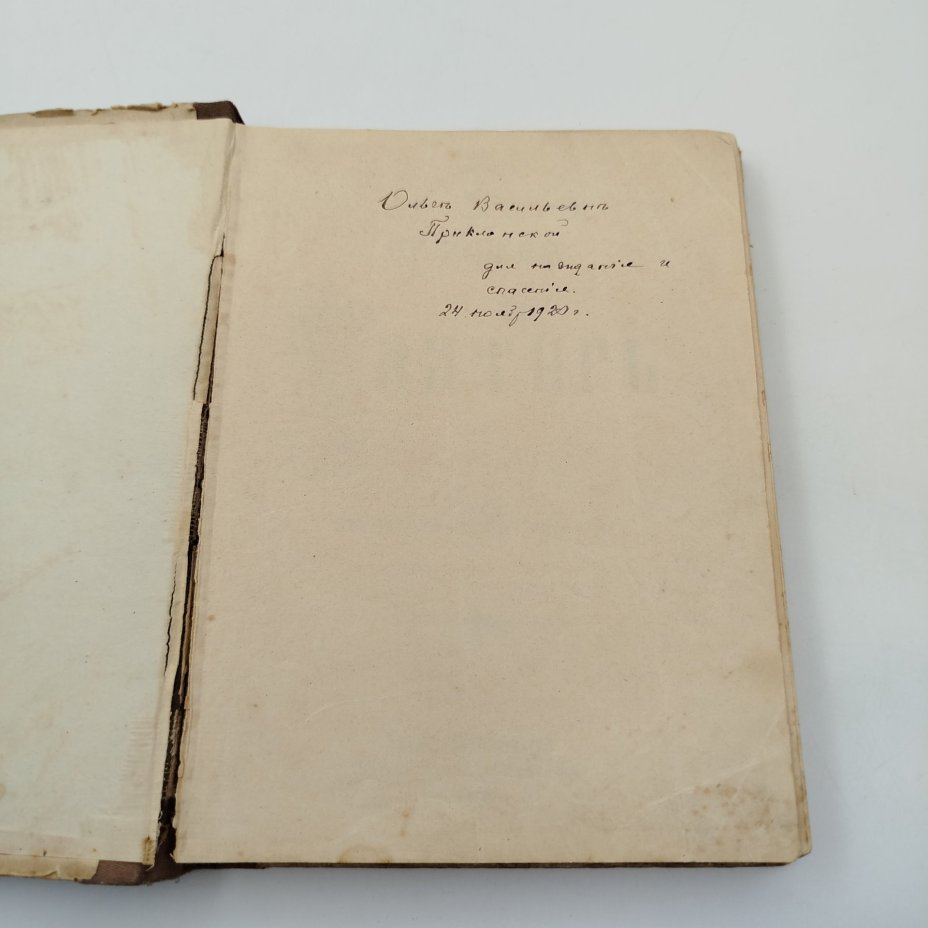 Ольгѣ Васильевнѣ
Приклонской
для назиданія и
спасенія.
24 нояб. 1920 г.